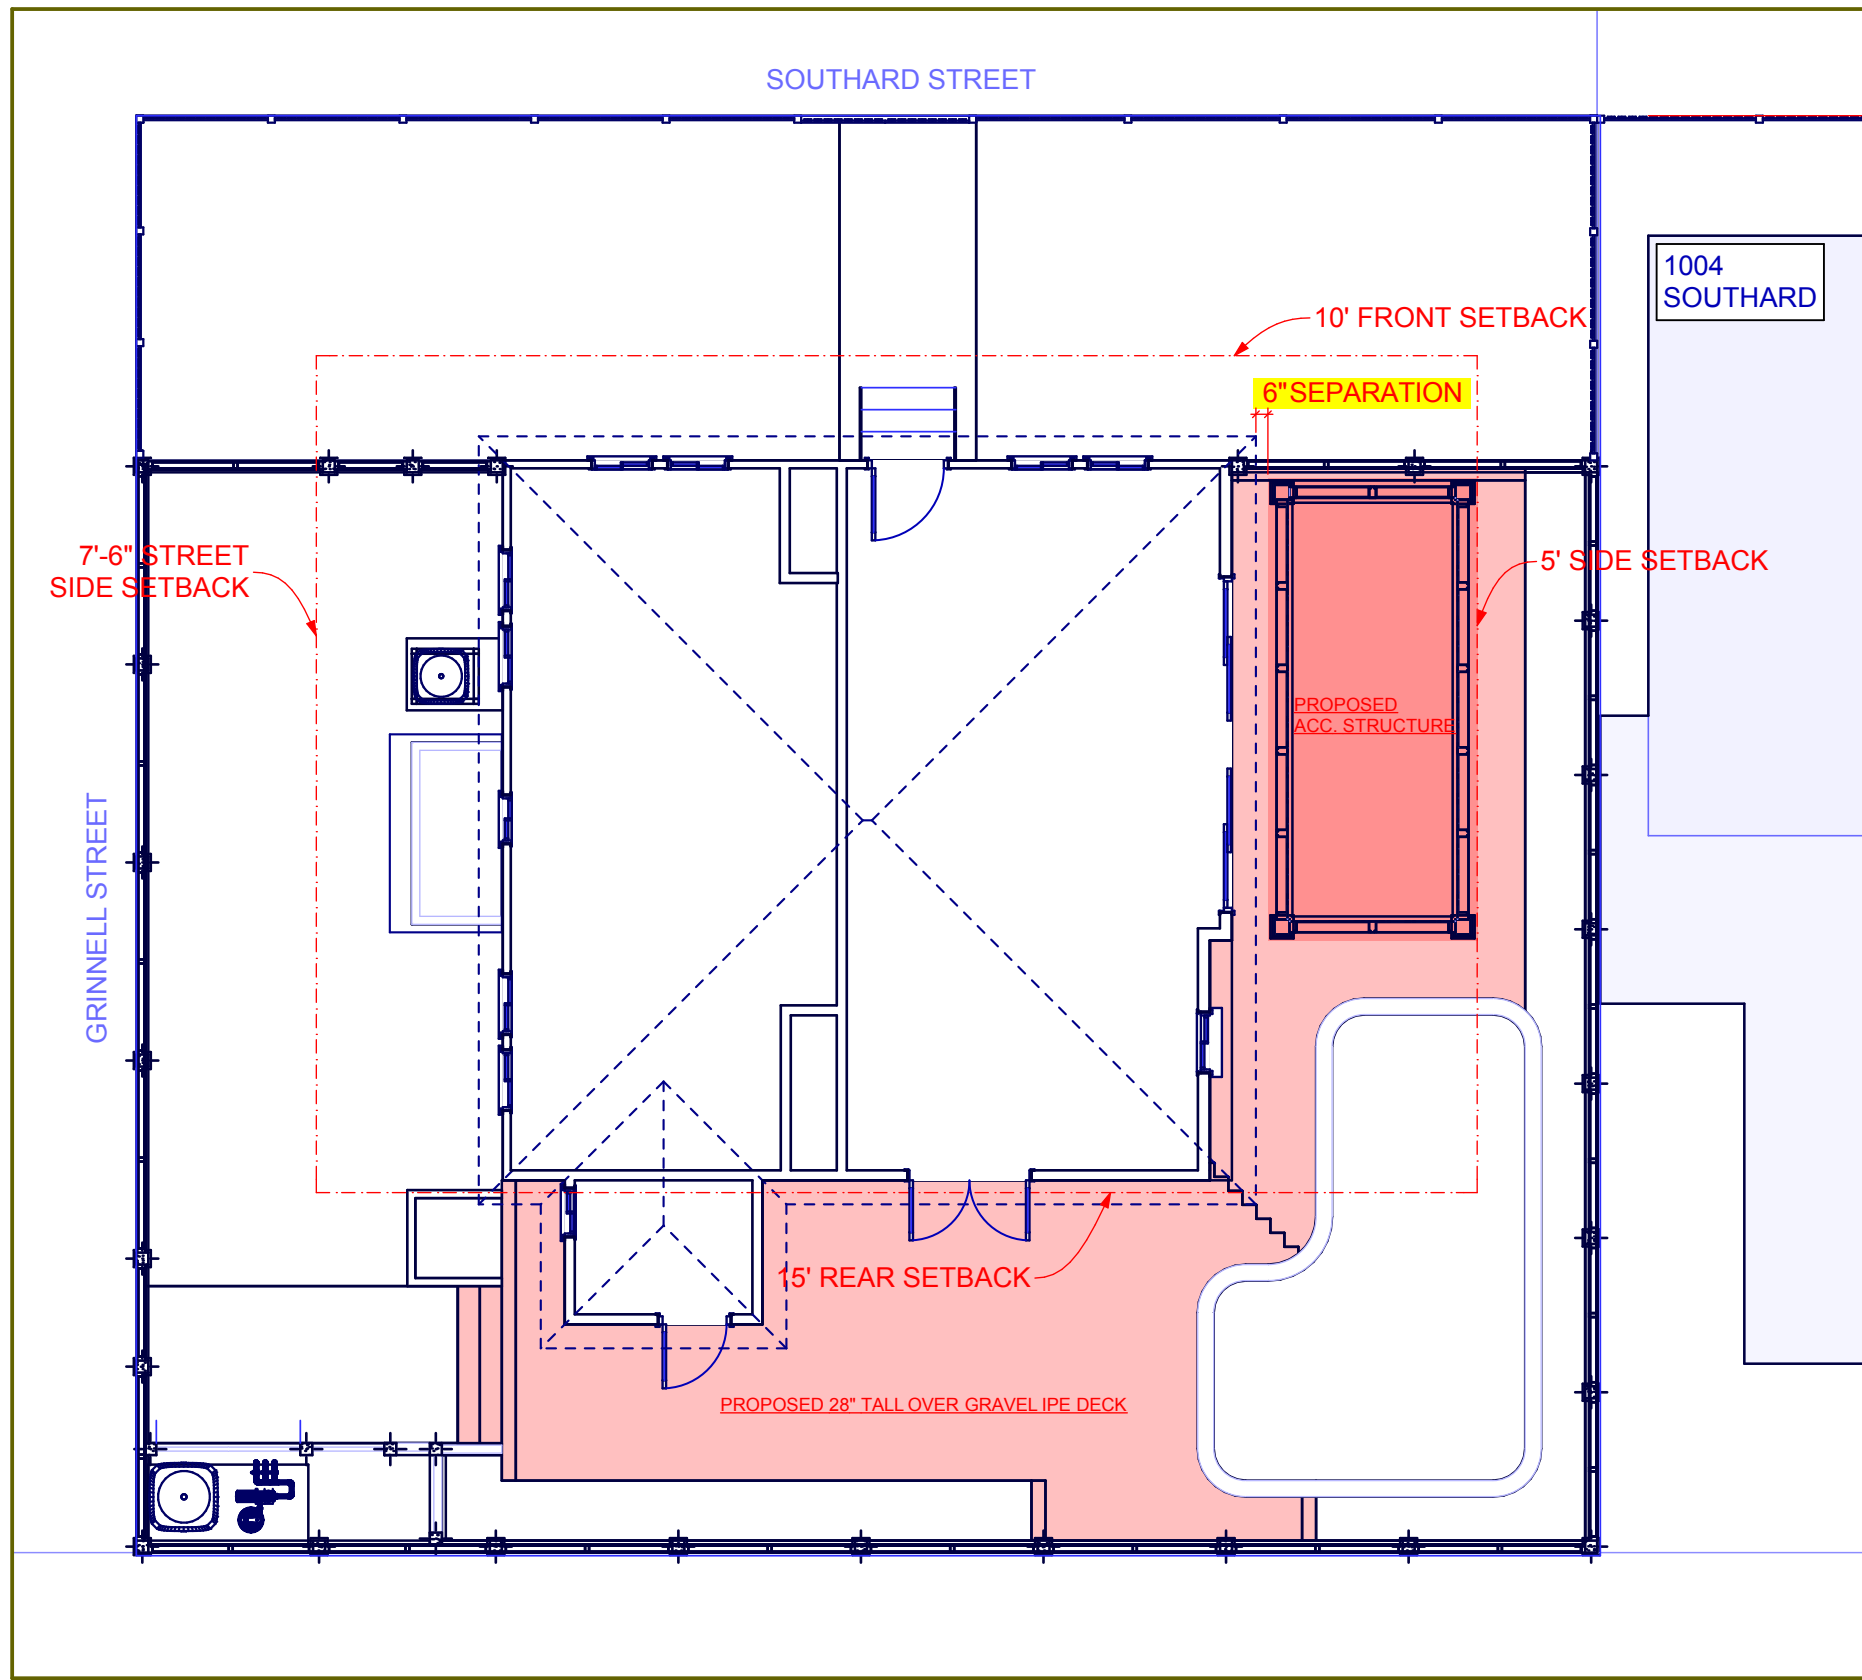 SOUTHARD STREET
1004
SOUTHARD
10' FRONT SETBACK
6"SEPARATION
7'-6" STREET
SIDE SETBACK
5' SIDE SETBACK
PROPOSED
ACC. STRUCTURE
GRINNELL STREET
15' REAR SETBACK
PROPOSED 28" TALL OVER GRAVEL IPE DECK